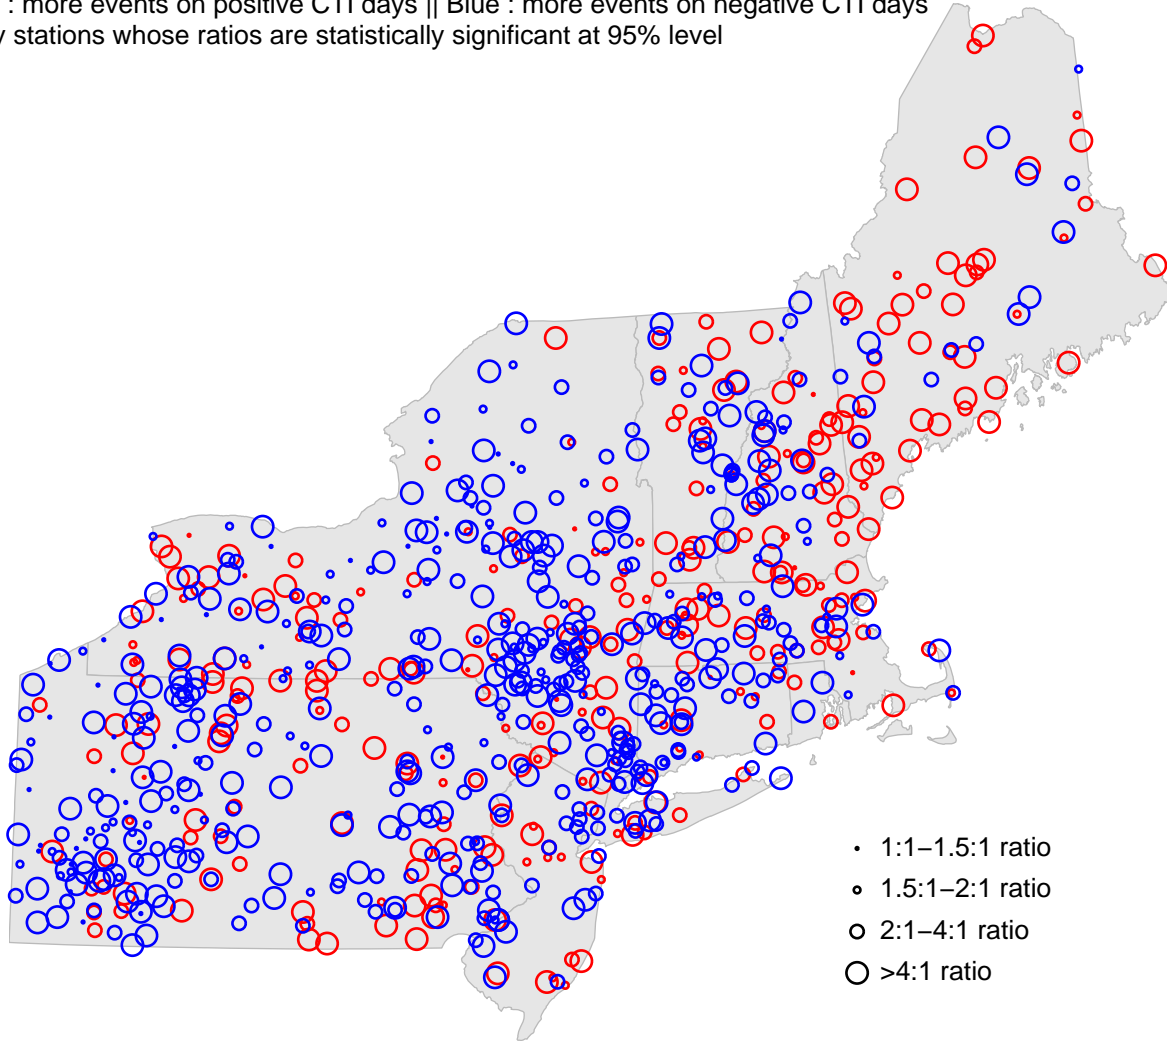 : more events on positive CTI days || Blue : more events on negative CTI days
stations whose ratios are statistically significant at 95% level
1:1–1.5:1 ratio
1.5:1–2:1 ratio
2:1–4:1 ratio
>4:1 ratio